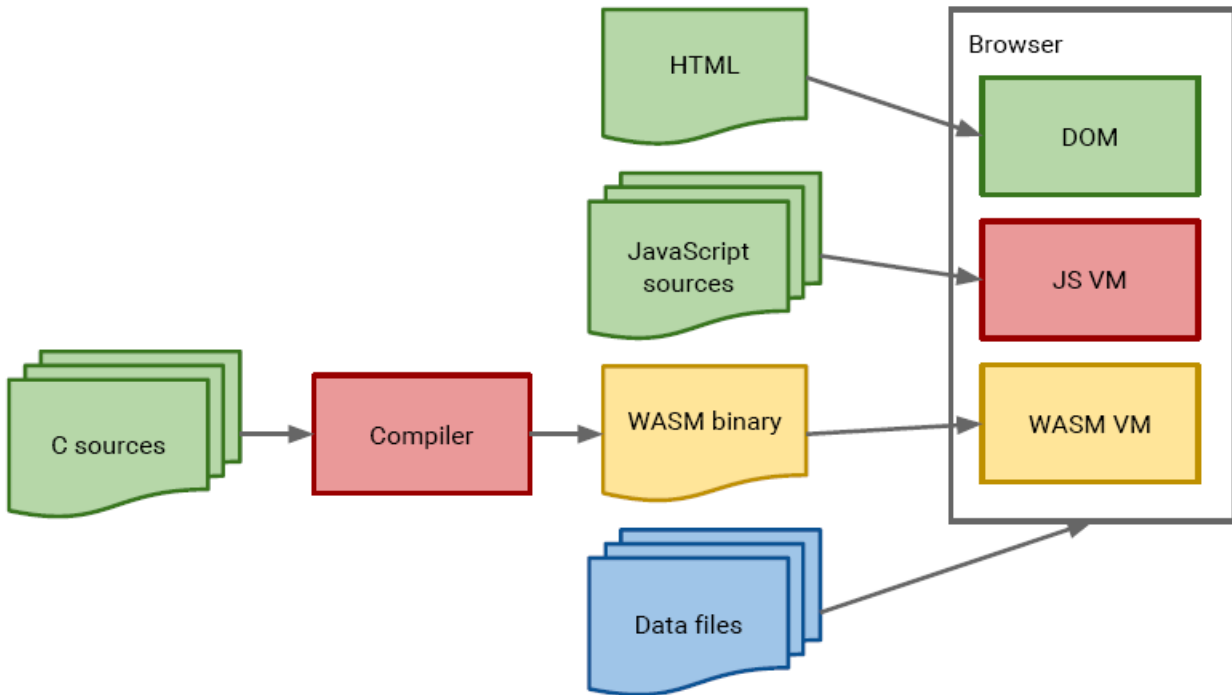 HTML
Browser
DOM
JavaScript
sources
JS VM
C sources
Compiler
WASM binary
WASM VM
Data files